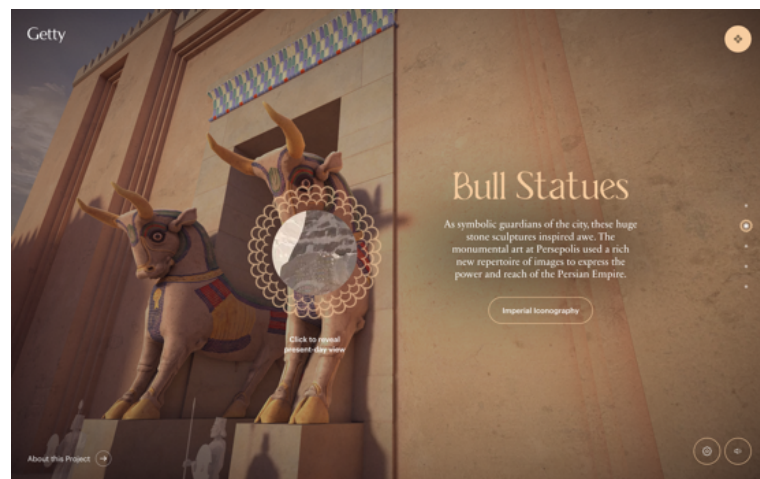 Getty
Bull Statues
As symbolic guardians of the city, these huge
stone sculptures inspired awe. The
monumental art at Persepolis used a rich
new repertoire of images to express the
power and reach of the Persian Empire.
Imperial Iconography
Click to reveal
present-day view
About this Project